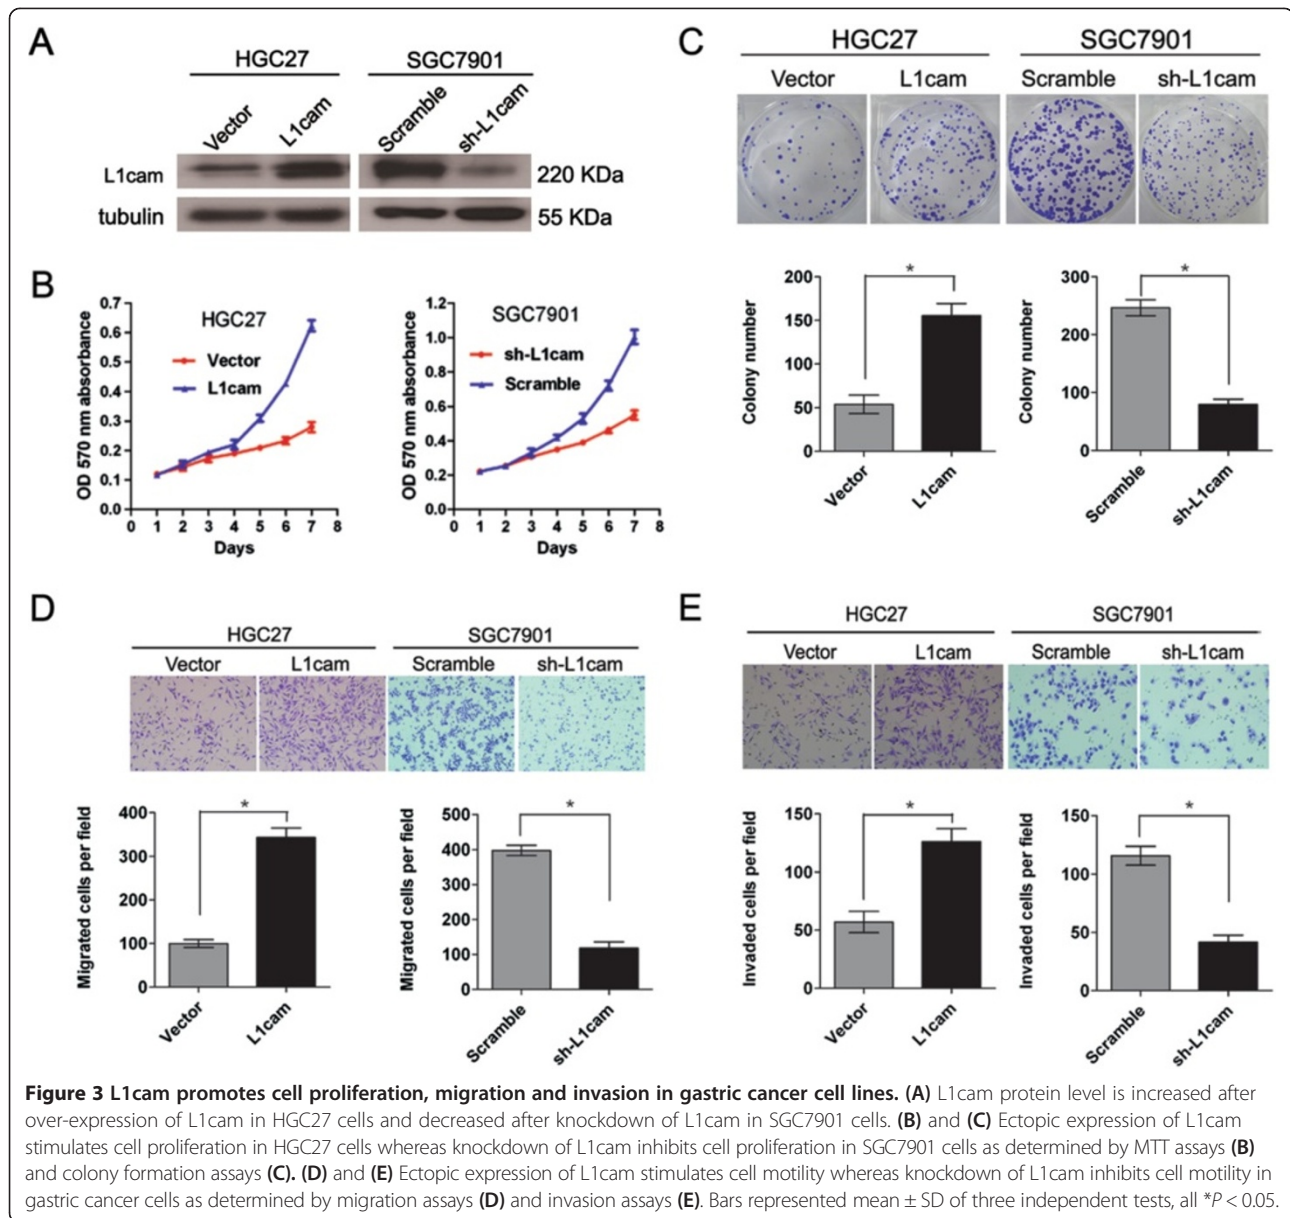 A
HGC27
SGC7901
Vector
L1cam
Scramble
sh-L1cam
L1cam
220 KDa
tubulin
55 KDa
B
OD 570 nm absorbance
0.7
0.6
0.5
0.4
0.3
0.2
0.1
0.0
HGC27
Vector
L1cam
0 1 2 3 4 5 6 7 8
Days
OD 570 nm absorbance
1.2
1.0
0.8
0.6
0.4
0.2
0.0
SGC7901
sh-L1cam
Scramble
0 1 2 3 4 5 6 7 8
Days
C
HGC27
SGC7901
Vector
L1cam
Scramble
sh-L1cam
Colony number
200
150
100
50
0
*
Vector
L1cam
Colony number
300
200
100
0
*
Scramble
sh-L1cam
D
HGC27
SGC7901
Vector
L1cam
Scramble
sh-L1cam
Migrated cells per field
400
300
200
100
0
*
Vector
L1cam
Migrated cells per field
500
400
300
200
100
0
*
Scramble
sh-L1cam
E
HGC27
SGC7901
Vector
L1cam
Scramble
sh-L1cam
Invaded cells per field
150
100
50
0
*
Vector
L1cam
Invaded cells per field
150
100
50
0
*
Scramble
sh-L1cam
Figure 3 L1cam promotes cell proliferation, migration and invasion in gastric cancer cell lines. (A) L1cam protein level is increased after
over-expression of L1cam in HGC27 cells and decreased after knockdown of L1cam in SGC7901 cells. (B) and (C) Ectopic expression of L1cam
stimulates cell proliferation in HGC27 cells whereas knockdown of L1cam inhibits cell proliferation in SGC7901 cells as determined by MTT assays (B)
and colony formation assays (C). (D) and (E) Ectopic expression of L1cam stimulates cell motility whereas knockdown of L1cam inhibits cell motility in
gastric cancer cells as determined by migration assays (D) and invasion assays (E). Bars represented mean ± SD of three independent tests, all *P < 0.05.